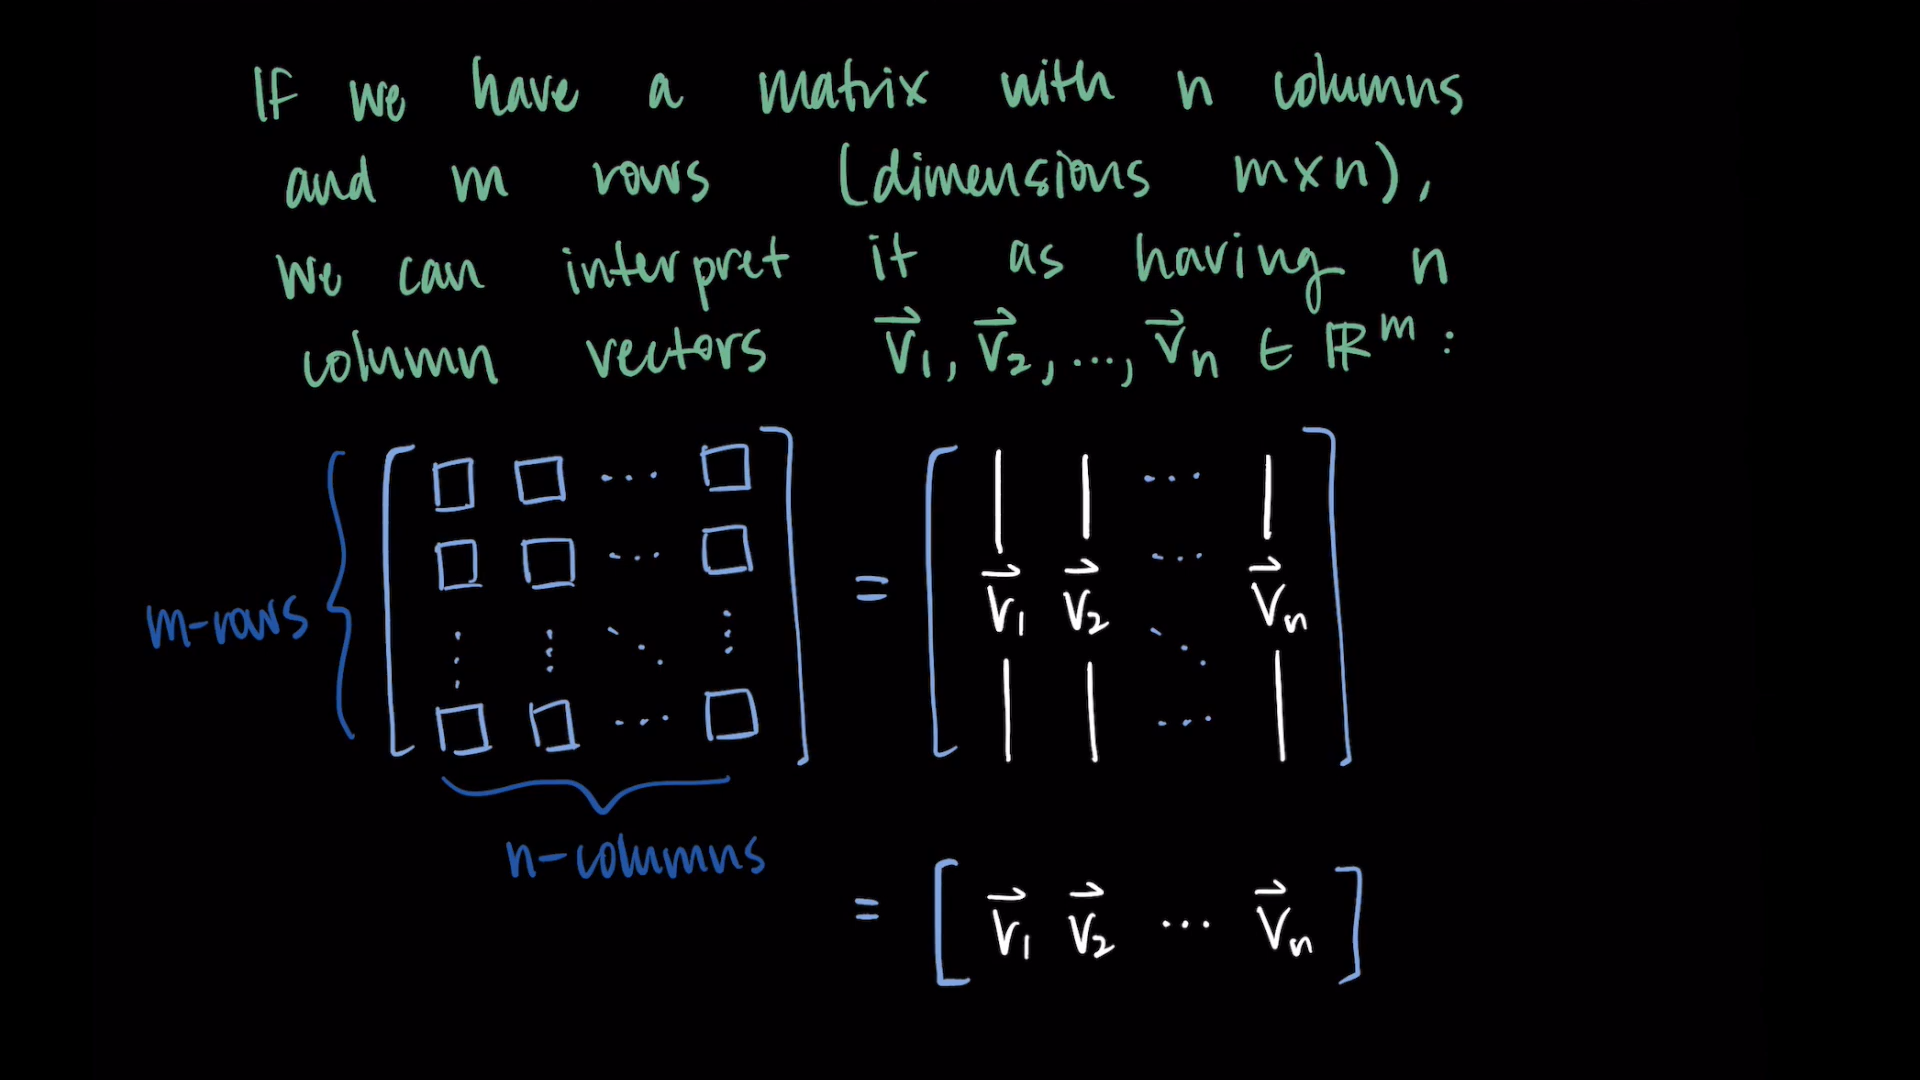 If we have a matrix with n columns
and m rows (dimensions m×n),
we can interpret it as having n
column vectors v⃗₁, v⃗₂, ..., v⃗ₙ ∈ ℝᵐ:
m-rows
[ □ □ ... □
□ □ ... □
⋮ ⋮ ⋱ ⋮
□ □ ... □ ]
n-columns
= [ | | ... |
...
v⃗₁ v⃗₂ ⋱ v⃗ₙ
| | ... | ]
= [ v⃗₁ v⃗₂ ... v⃗ₙ ]